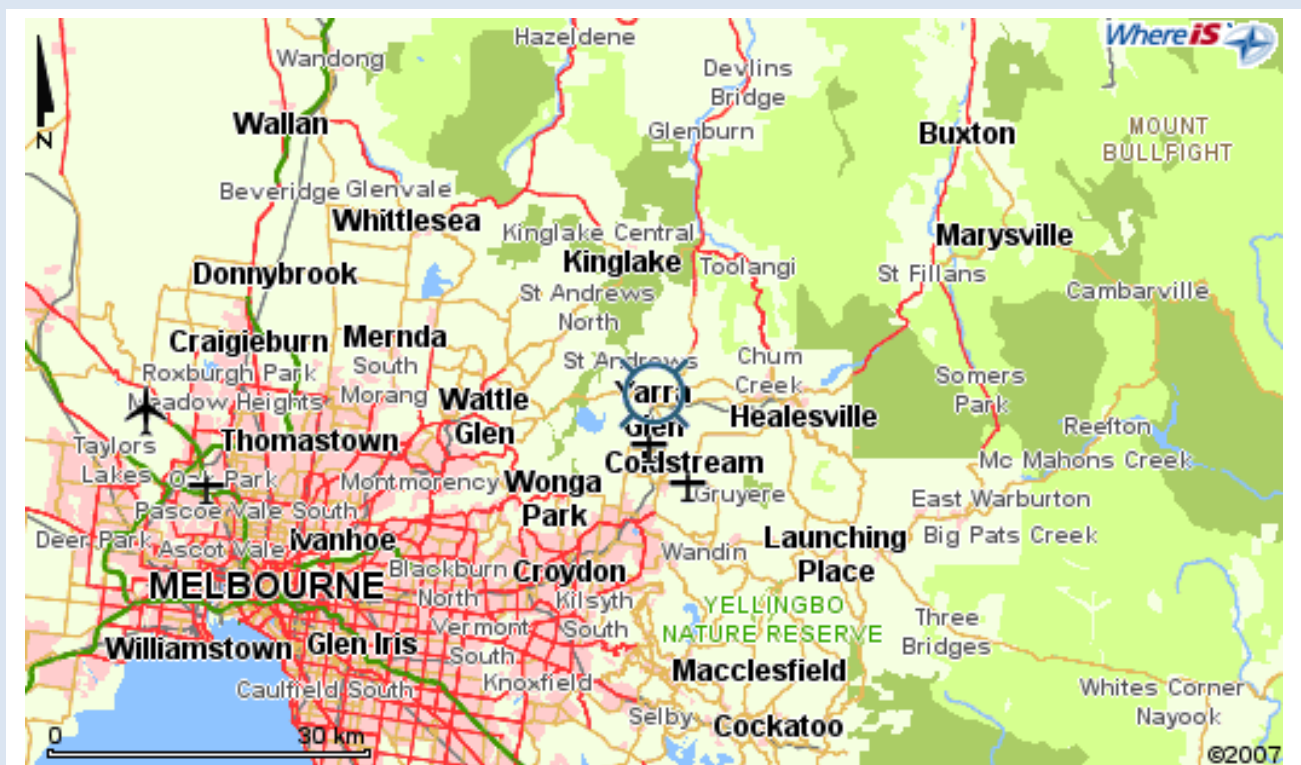 Hazeldene
WhereiS
Wandong
Devlins
Bridge
Wallan
Glenburn
Buxton
MOUNT
BULLFIGHT
N
Beveridge
Glenvale
Whittlesea
Kinglake Central
Marysville
Kinglake
Toolangi
St Fillans
Donnybrook
St Andrews
North
Cambarville
Craigieburn
Mernda
St Andrews
Chum
Creek
Roxburgh Park
South
Morang
Somers
Park
Meadow Heights
Wattle
Glen
Yarra
Glen
Healesville
Taylors
Lakes
Thomastown
Reefton
Coldstream
Mc Mahons Creek
Oak Park
Montmorency
Wonga
Park
Gruyere
East Warburton
Pascoe Vale South
Deer Park
Ascot Vale
Ivanhoe
Wandin
Launching
Place
Big Pats Creek
MELBOURNE
Blackburn
North
Croydon
Kilsyth
South
YELLINGBO
NATURE RESERVE
Three
Bridges
Williamstown
Glen Iris
Vermont
South
Macclesfield
Caulfield South
Knoxfield
Whites Corner
Nayook
Selby
Cockatoo
0
30 km
©2007